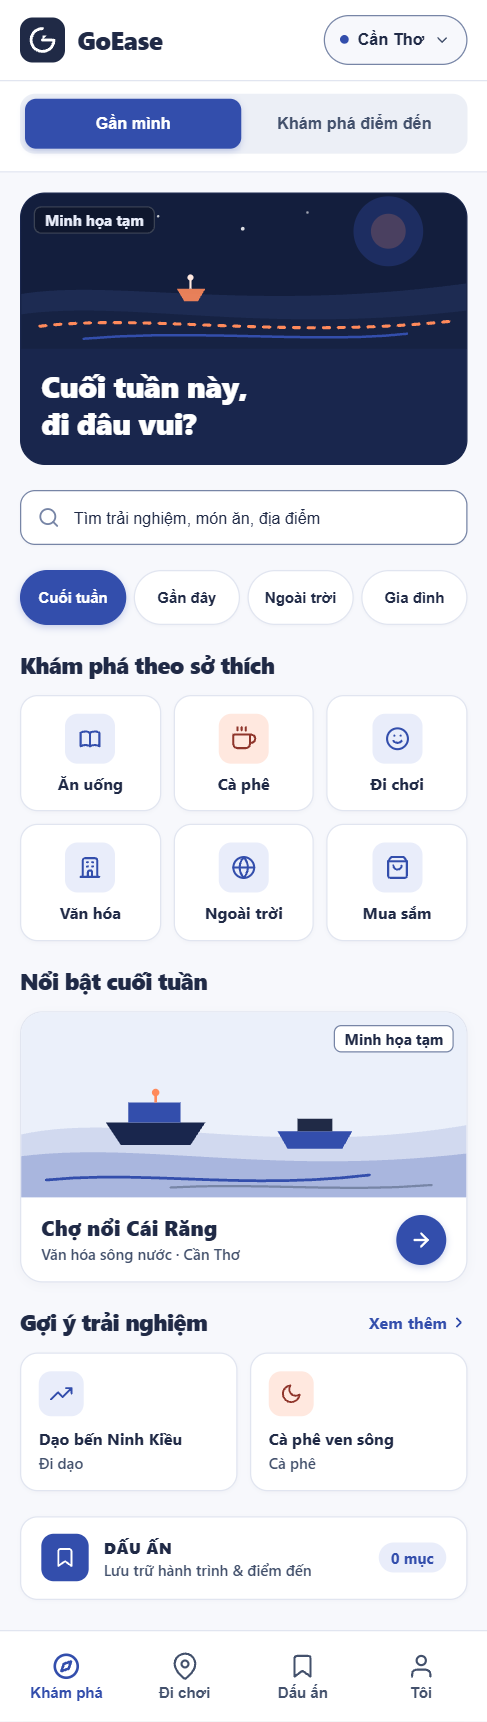 GoEase
Cần Thơ
Gần mình
Khám phá điểm đến
Minh họa tạm
Cuối tuần này,
đi đâu vui?
Tìm trải nghiệm, món ăn, địa điểm
Cuối tuần
Gần đây
Ngoài trời
Gia đình
Khám phá theo sở thích
Ăn uống
Cà phê
Đi chơi
Văn hóa
Ngoài trời
Mua sắm
Nổi bật cuối tuần
Minh họa tạm
Chợ nổi Cái Răng
Văn hóa sông nước · Cần Thơ
Gợi ý trải nghiệm
Xem thêm
Dạo bến Ninh Kiều
Đi dạo
Cà phê ven sông
Cà phê
DẤU ẤN
Lưu trữ hành trình & điểm đến
0 mục
Khám phá
Đi chơi
Dấu ấn
Tôi